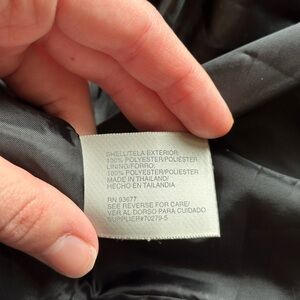 SHELL/TELA EXTERIOR:
100% POLYESTER/POLIESTER
LINING/FORRO:
100% POLYESTER/POLIESTER
MADE IN THAILAND/
HECHO EN TAILANDIA
RN 93677
SEE REVERSE FOR CARE/
VER AL DORSO PARA CUIDADO
SUPPLIER#70279-5